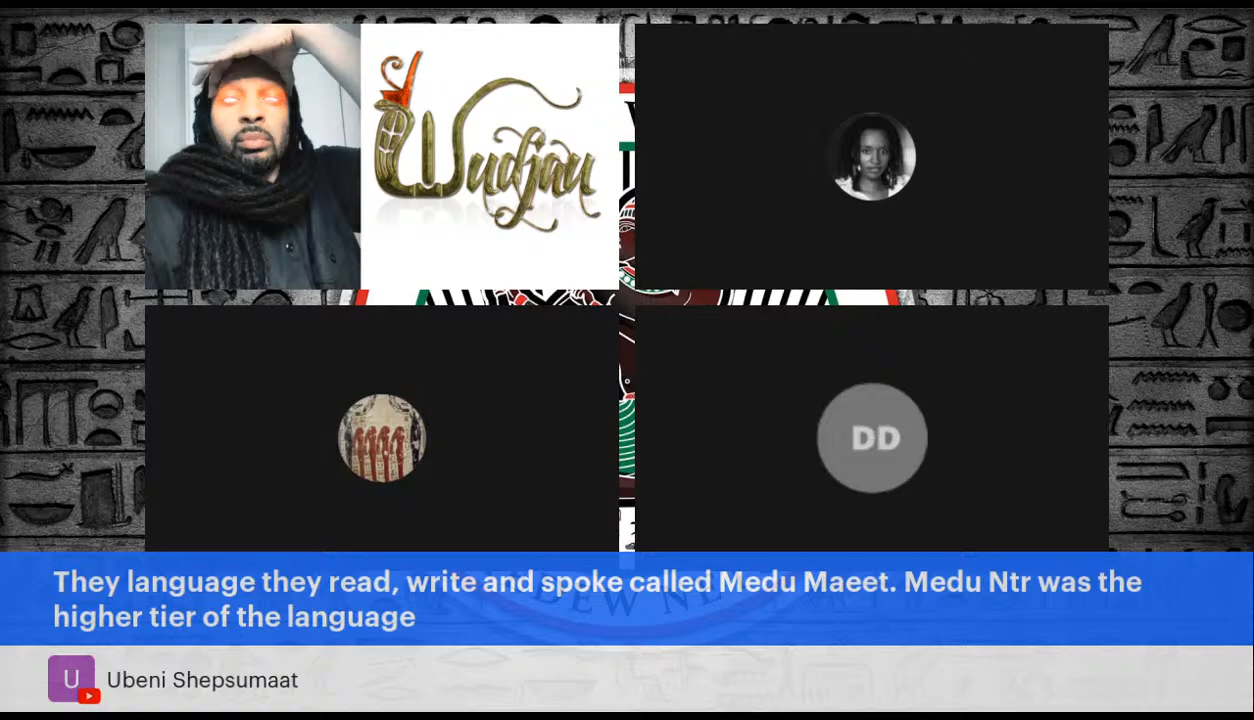 Wudjau
DD
They language they read, write and spoke called Medu Maeet. Medu Ntr was the
higher tier of the language
U
Ubeni Shepsumaat